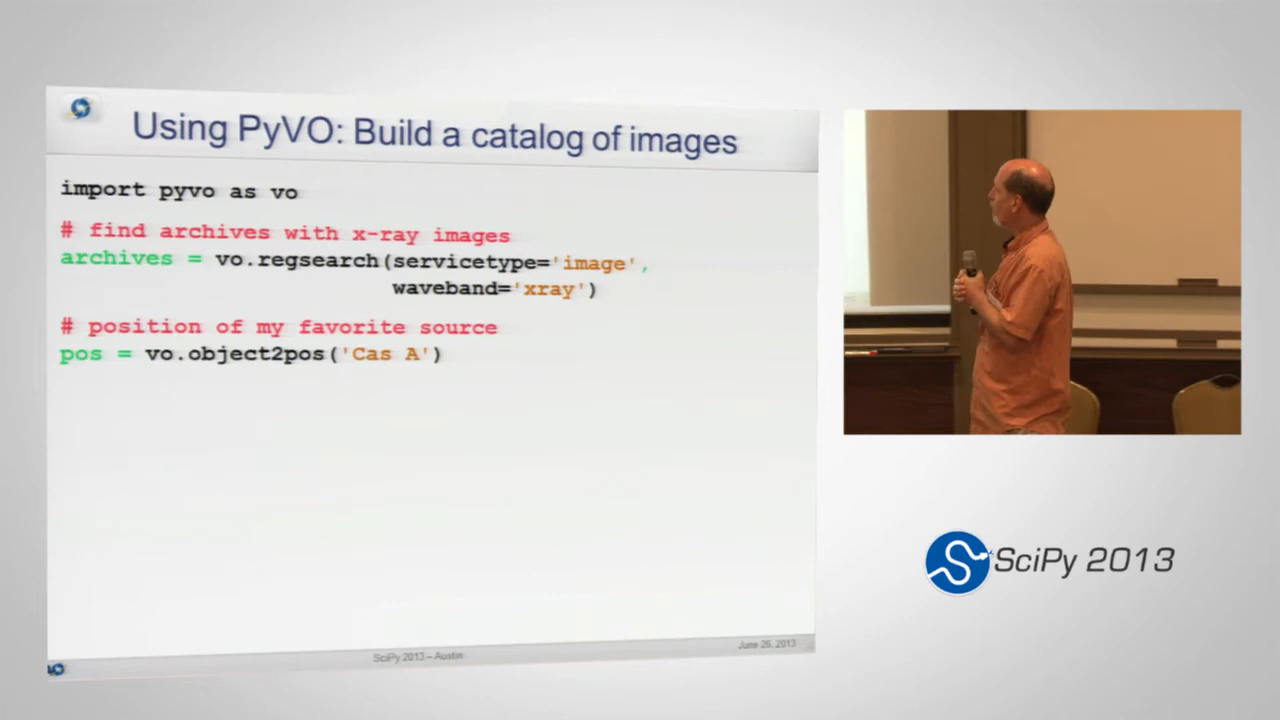 Using PyVO: Build a catalog of images
import pyvo as vo
# find archives with x-ray images
archives = vo.regsearch(servicetype='image',
waveband='xray')
# position of my favorite source
pos = vo.object2pos('Cas A')
SciPy 2013 – Austin
June 26, 2013
SciPy 2013